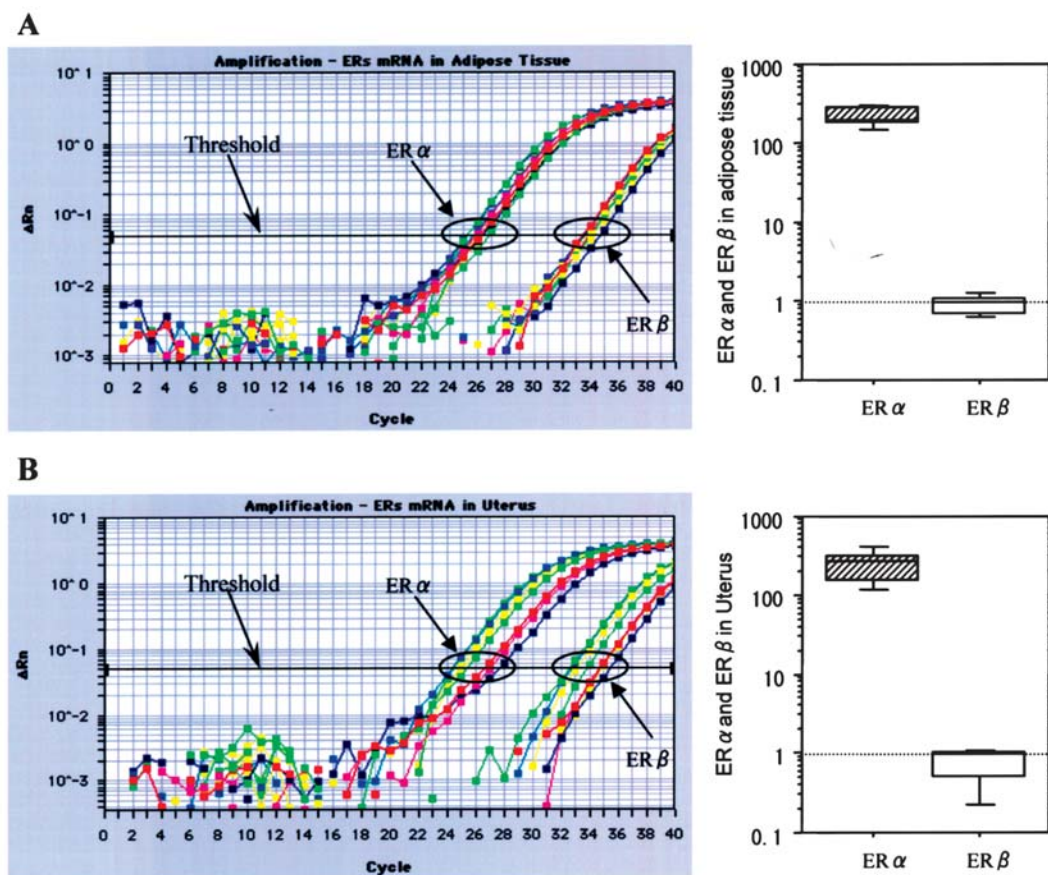 A
Amplification - ERs mRNA in Adipose Tissue
10^ 1
10^ 0
10^-1
10^-2
10^-3
ΔRn
Threshold
ER α
ER β
0 2 4 6 8 10 12 14 16 18 20 22 24 26 28 30 32 34 36 38 40
Cycle
ER α and ER β in adipose tissue
1000
100
10
1
0.1
ER α ER β
B
Amplification - ERs mRNA in Uterus
10^ 1
10^ 0
10^-1
10^-2
10^-3
ΔRn
Threshold
ER α
ER β
0 2 4 6 8 10 12 14 16 18 20 22 24 26 28 30 32 34 36 38 40
Cycle
ER α and ER β in Uterus
1000
100
10
1
0.1
ER α ER β